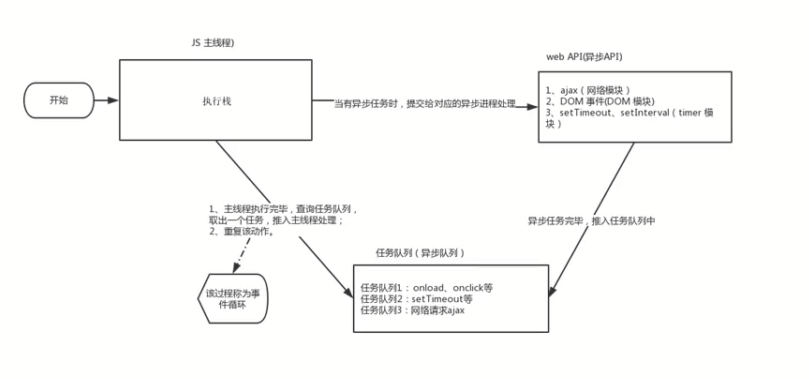 JS 主线程)
web API(异步API)
开始
执行栈
当有异步任务时，提交给对应的异步进程处理
1、ajax（网络模块）
2、DOM 事件(DOM 模块)
3、setTimeout、setInterval（timer 模
块）
1、主线程执行完毕，查询任务队列，
取出一个任务，推入主线程处理；
2、重复该动作。
异步任务完毕，推入任务队列中
任务队列（异步队列）
该过程称为事
件循环
任务队列1：onload、onclick等
任务队列2：setTimeout等
任务队列3：网络请求ajax